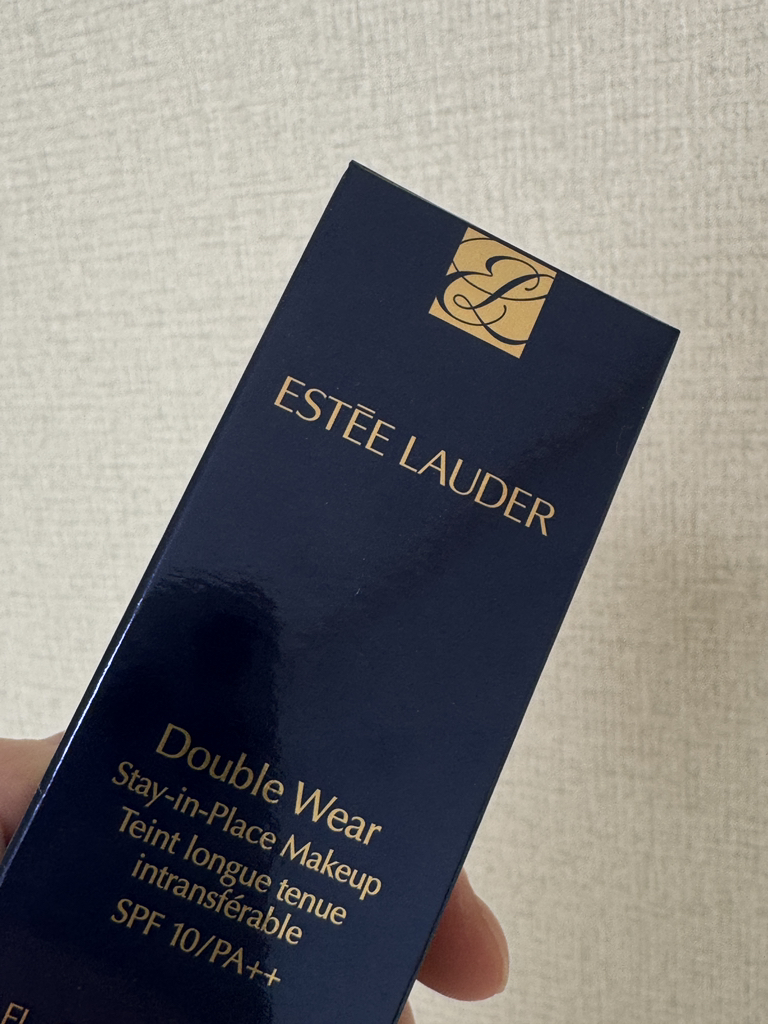 ESTĒE LAUDER
Double Wear
Stay-in-Place Makeup
Teint longue tenue
intransférable
SPF 10/PA++